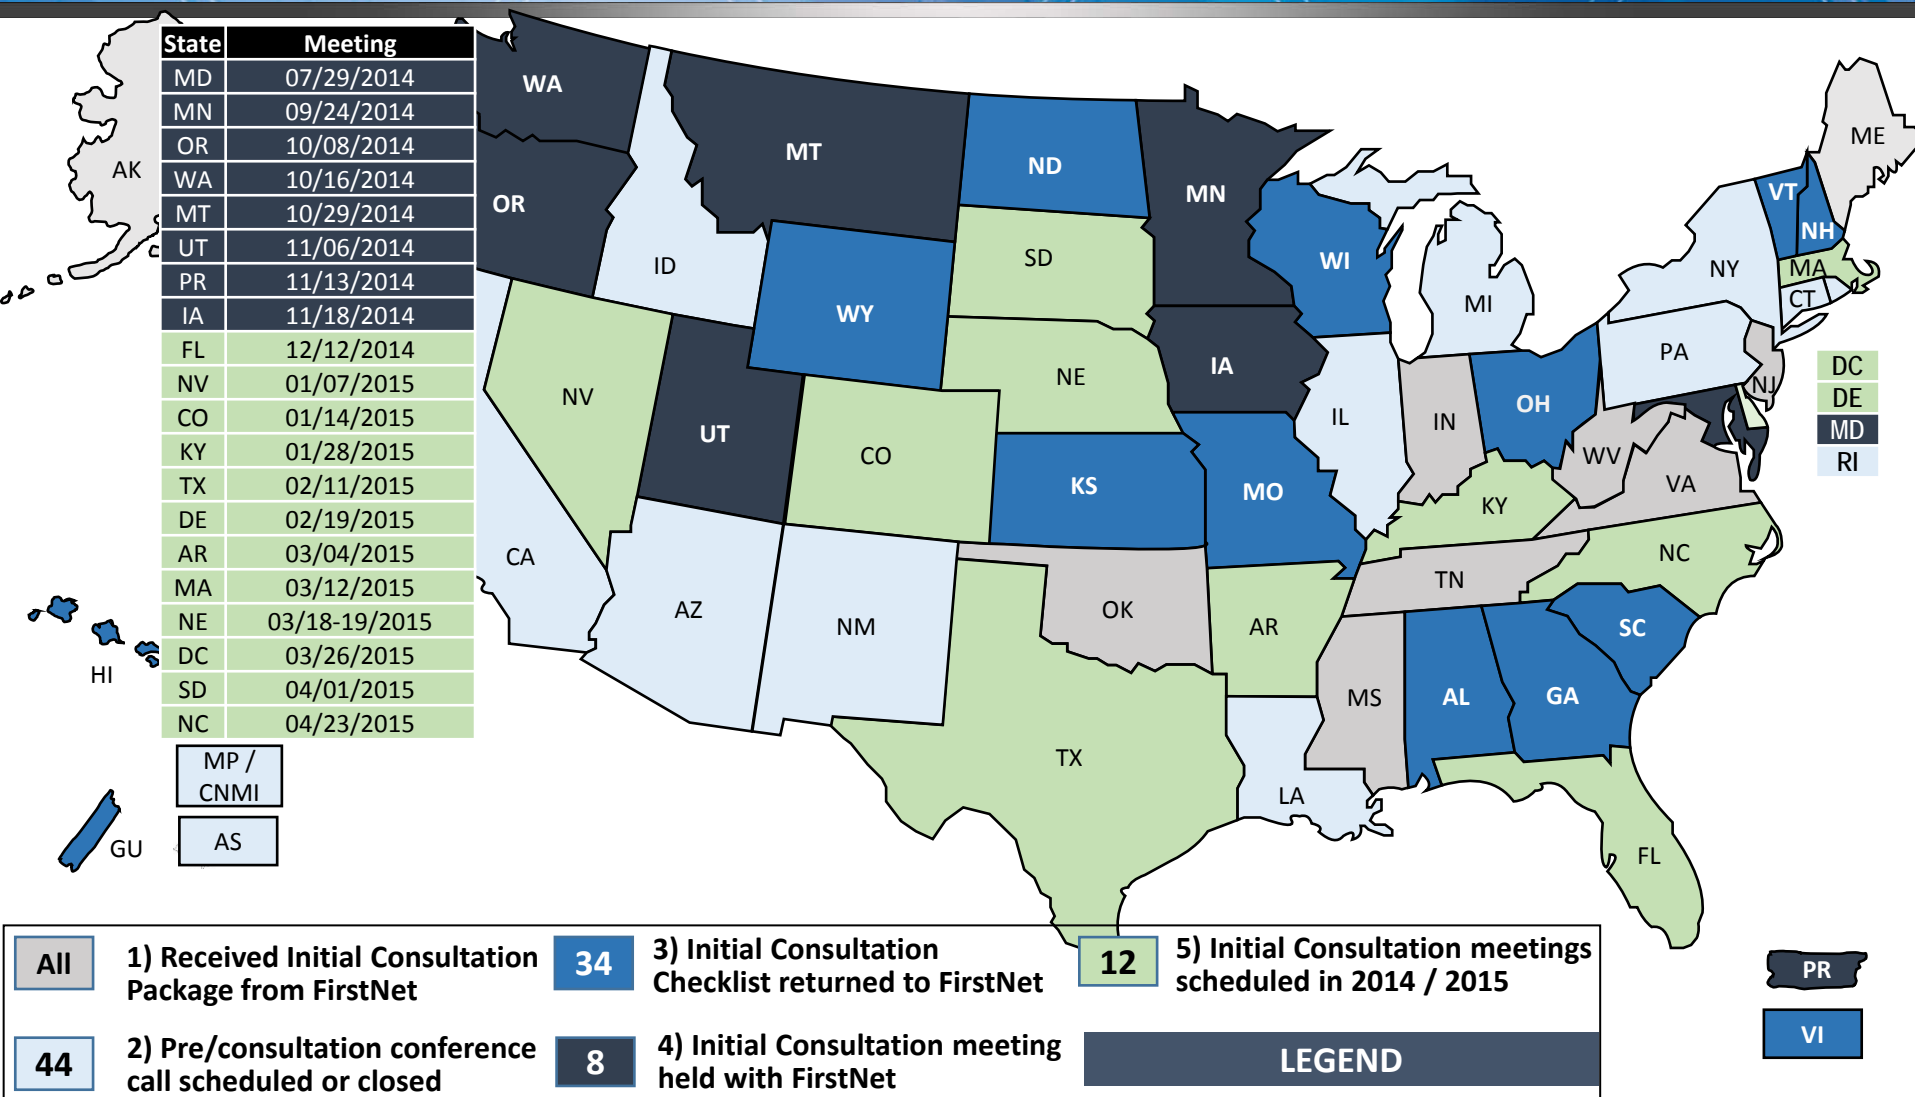 State Meeting
MD 07/29/2014
MN 09/24/2014
OR 10/08/2014
WA 10/16/2014
MT 10/29/2014
UT 11/06/2014
PR 11/13/2014
IA 11/18/2014
FL 12/12/2014
NV 01/07/2015
CO 01/14/2015
KY 01/28/2015
TX 02/11/2015
DE 02/19/2015
AR 03/04/2015
MA 03/12/2015
NE 03/18-19/2015
DC 03/26/2015
SD 04/01/2015
NC 04/23/2015
MP /
CNMI
AS
AK
HI
GU
WA
OR
CA
ID
NV
MT
WY
UT
AZ
CO
NM
ND
SD
NE
KS
OK
TX
MN
IA
MO
AR
LA
WI
IL
MS
MI
IN
KY
TN
AL
OH
WV
GA
ME
VT
NH
NY
MA
CT
PA
NJ
VA
NC
SC
FL
DC
DE
MD
RI
PR
VI
All
1) Received Initial Consultation
Package from FirstNet
44
2) Pre/consultation conference
call scheduled or closed
34
3) Initial Consultation
Checklist returned to FirstNet
8
4) Initial Consultation meeting
held with FirstNet
12
5) Initial Consultation meetings
scheduled in 2014 / 2015
LEGEND